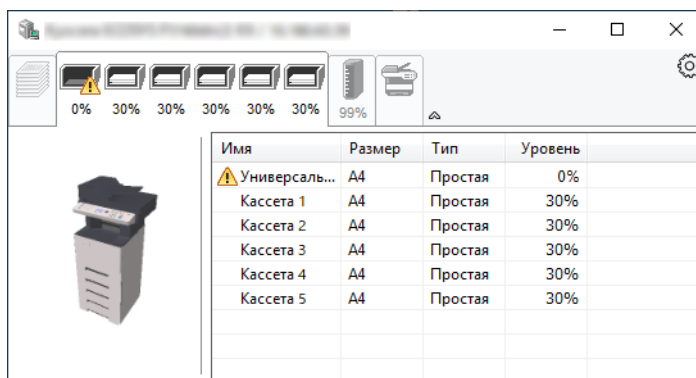 0% 30% 30% 30% 30% 30% 99%
Имя Размер Тип Уровень
Универсаль... A4 Простая 0%
Кассета 1 A4 Простая 30%
Кассета 2 A4 Простая 30%
Кассета 3 A4 Простая 30%
Кассета 4 A4 Простая 30%
Кассета 5 A4 Простая 30%